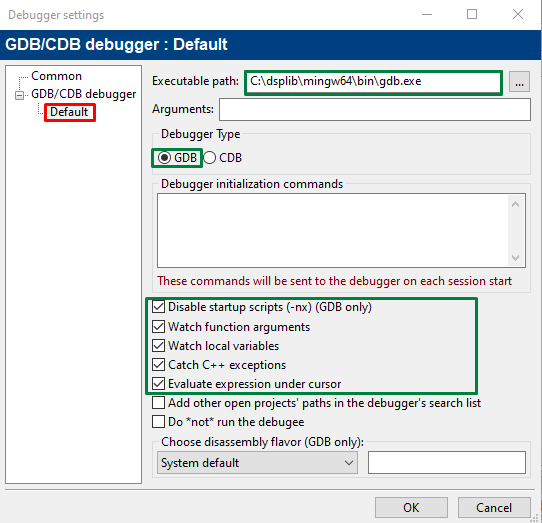 Debugger settings
GDB/CDB debugger : Default
Common
GDB/CDB debugger
Default
Executable path: C:\dsplib\mingw64\bin\gdb.exe ...
Arguments:
Debugger Type
GDB CDB
Debugger initialization commands
These commands will be sent to the debugger on each session start
Disable startup scripts (-nx) (GDB only)
Watch function arguments
Watch local variables
Catch C++ exceptions
Evaluate expression under cursor
Add other open projects' paths in the debugger's search list
Do *not* run the debugee
Choose disassembly flavor (GDB only):
System default
OK Cancel